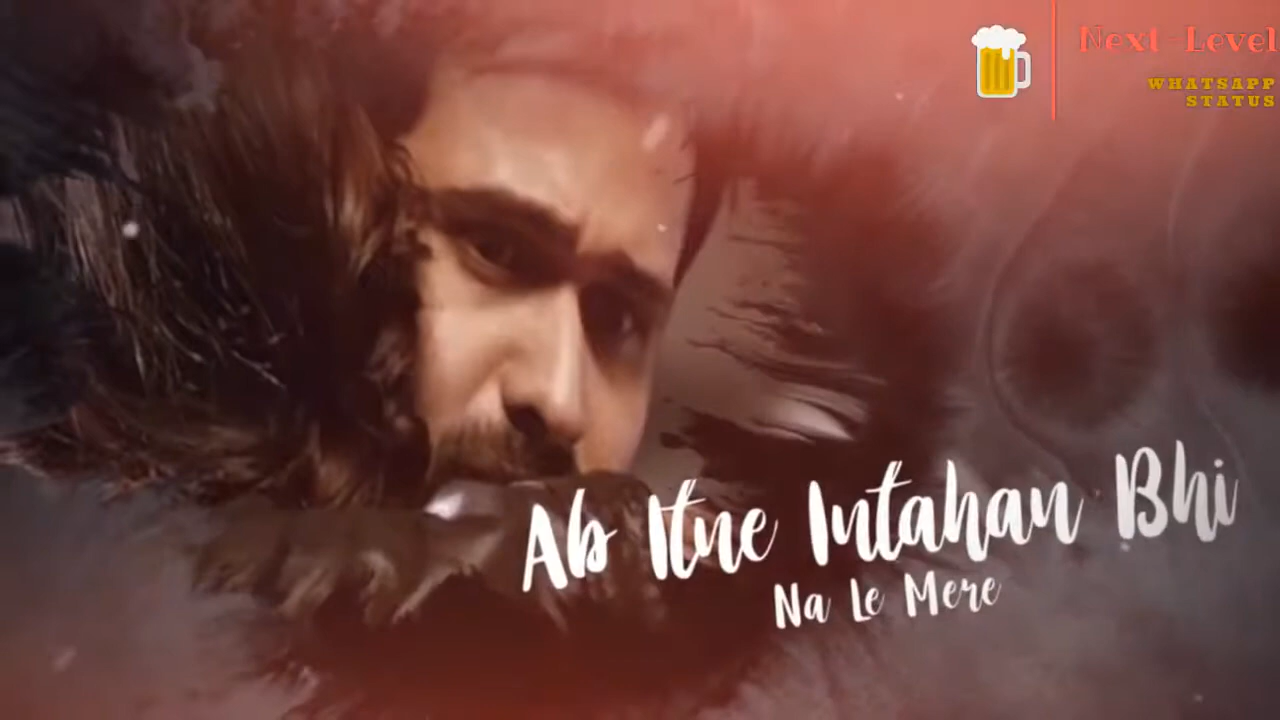 Next Level
WHATSAPP
STATUS
Ab Itne Intahan Bhi
Na Le Mere